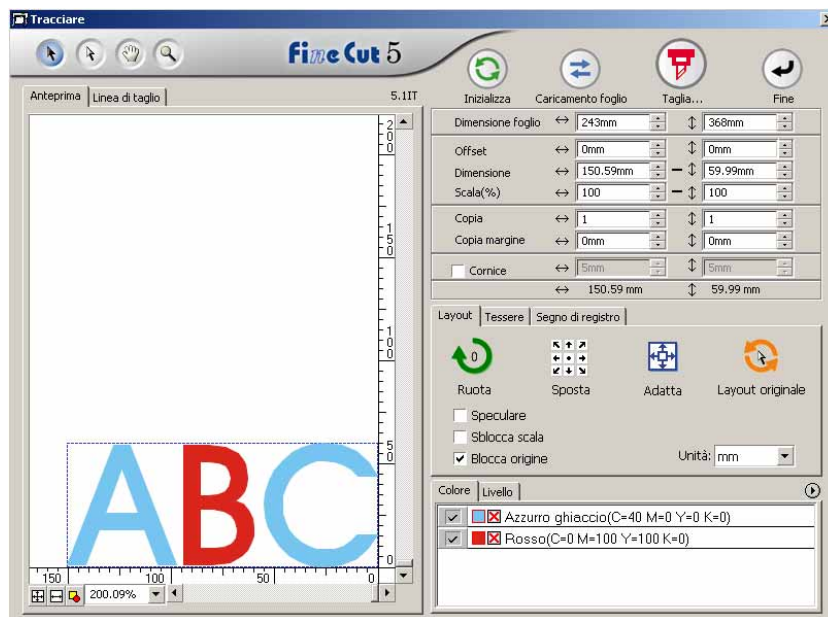 Tracciare
Fine Cut 5
Inizializza
Caricamento foglio
Taglia...
Fine
Anteprima
Linea di taglio
5.1IT
Dimensione foglio 243mm 368mm
Offset 0mm 0mm
Dimensione 150.59mm 59.99mm
Scala(%) 100 100
Copia 1 1
Copia margine 0mm 0mm
Cornice 5mm 5mm
150.59 mm 59.99 mm
Layout
Tessere
Segno di registro
0
Ruota
Sposta
Adatta
Layout originale
Speculare
Sblocca scala
Blocca origine
Unità: mm
Colore
Livello
Azzurro ghiaccio(C=40 M=0 Y=0 K=0)
Rosso(C=0 M=100 Y=100 K=0)
200
150
100
50
0
ABC
150 100 50 0
200.09%